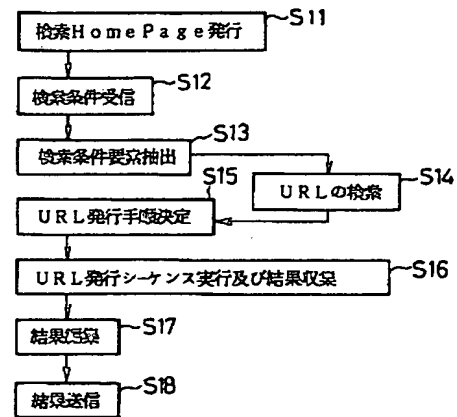 検索HomePage発行
S11
検索条件受信
S12
検索条件要素抽出
S13
URLの検索
S14
S15
URL発行手順決定
URL発行シーケンス実行及び結果収集
S16
結果編集
S17
結果送信
S18